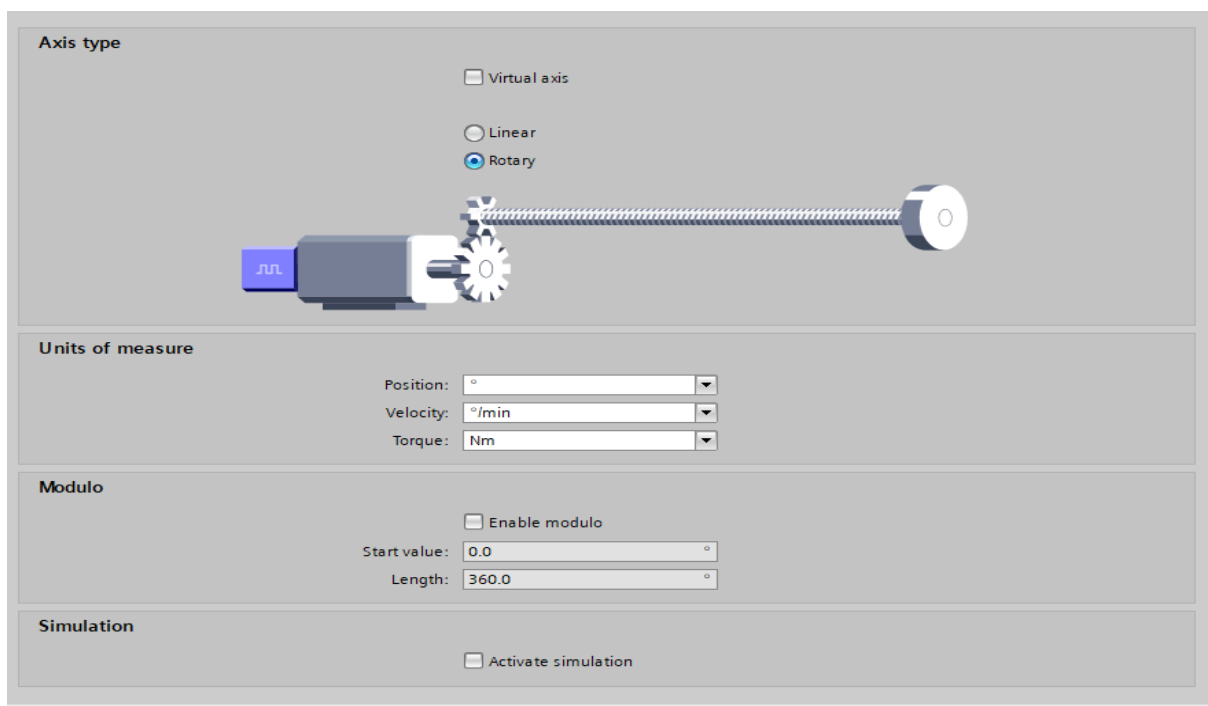 Axis type
Virtual axis
Linear
Rotary
Units of measure
Position: °
Velocity: °/min
Torque: Nm
Modulo
Enable modulo
Start value: 0.0 °
Length: 360.0 °
Simulation
Activate simulation